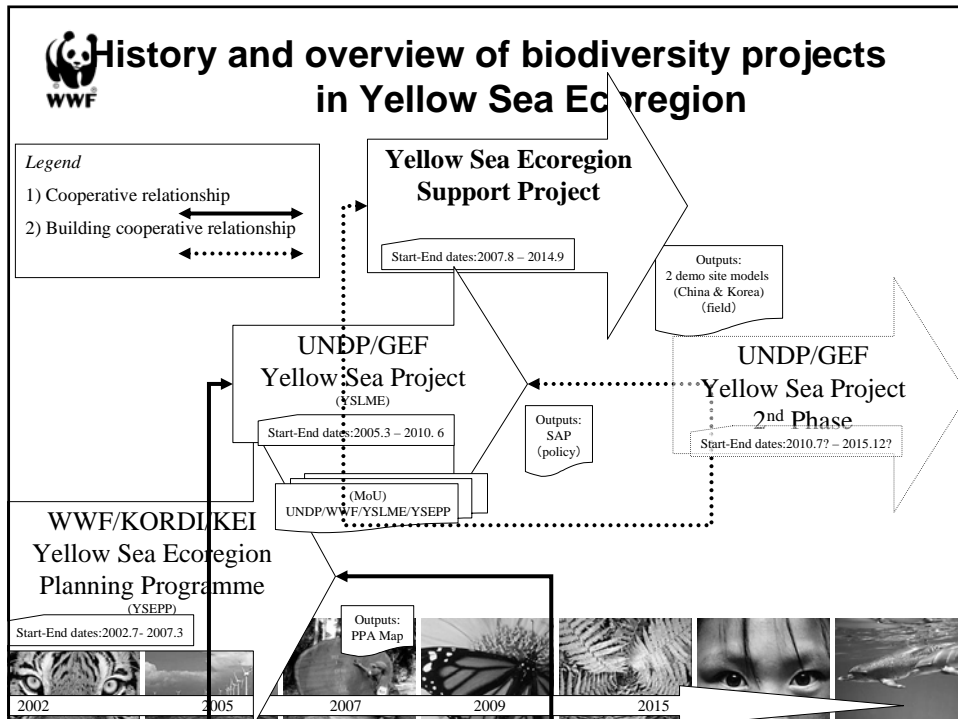 WWF
History and overview of biodiversity projects
in Yellow Sea Ecoregion
Legend
1) Cooperative relationship
2) Building cooperative relationship
Yellow Sea Ecoregion
Support Project
Start-End dates:2007.8 – 2014.9
Outputs:
2 demo site models
(China & Korea)
(field)
UNDP/GEF
Yellow Sea Project
(YSLME)
Start-End dates:2005.3 – 2010. 6
Outputs:
SAP
(policy)
UNDP/GEF
Yellow Sea Project
2nd Phase
Start-End dates:2010.7? – 2015.12?
(MoU)
UNDP/WWF/YSLME/YSEPP
WWF/KORDI/KEI
Yellow Sea Ecoregion
Planning Programme
(YSEPP)
Start-End dates:2002.7- 2007.3
Outputs:
PPA Map
2002 2005 2007 2009 2015